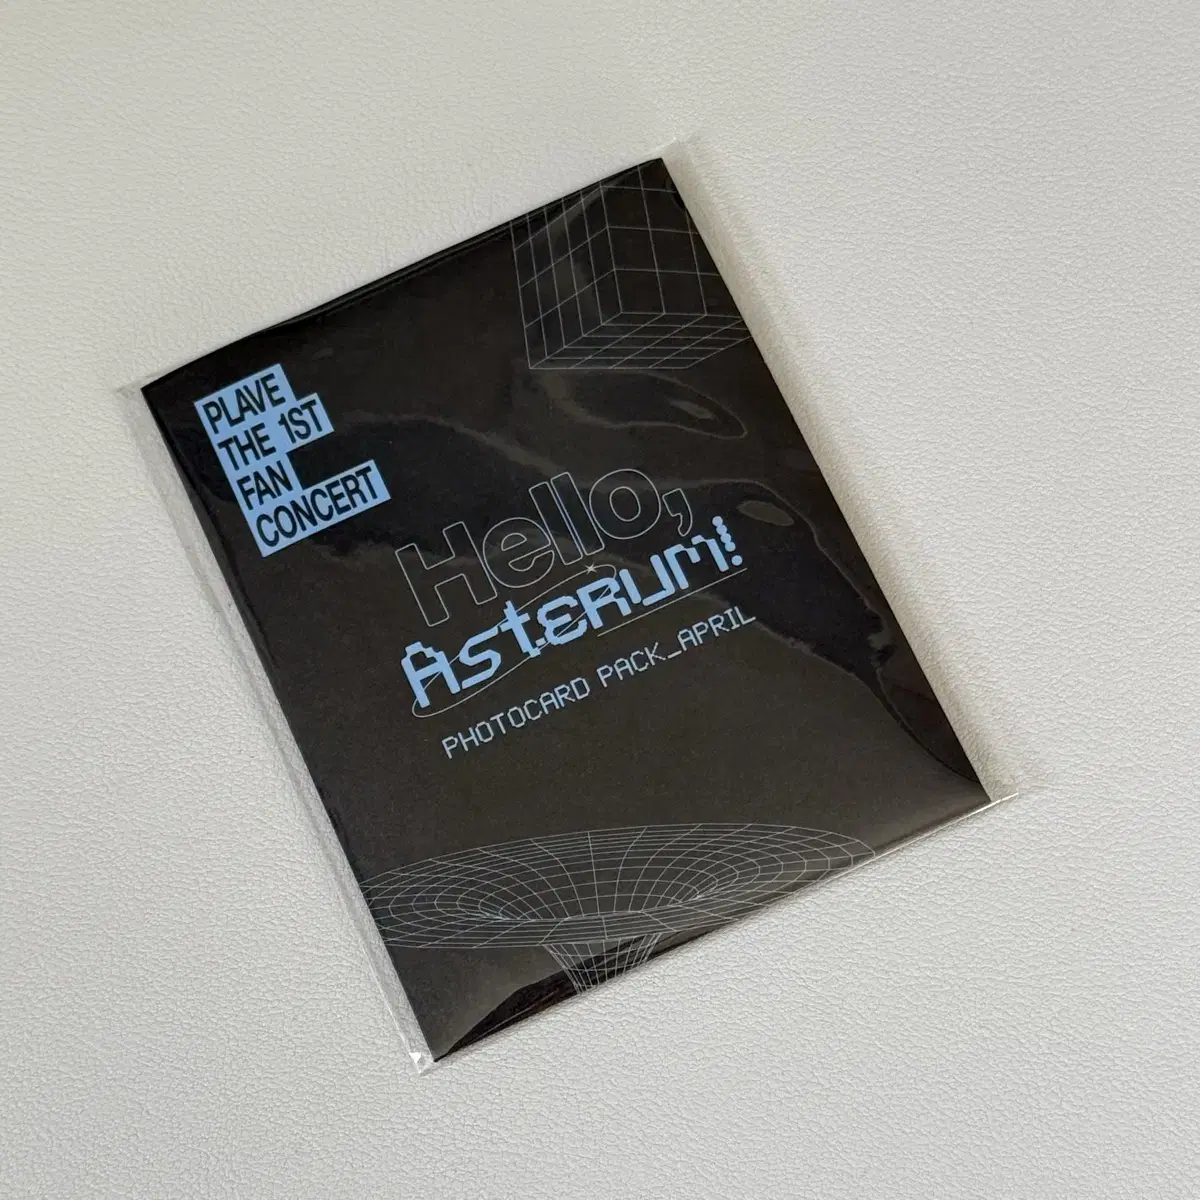 PLAVE
THE 1ST
FAN
CONCERT
Hello,
Asterum!
PHOTOCARD PACK_APRIL